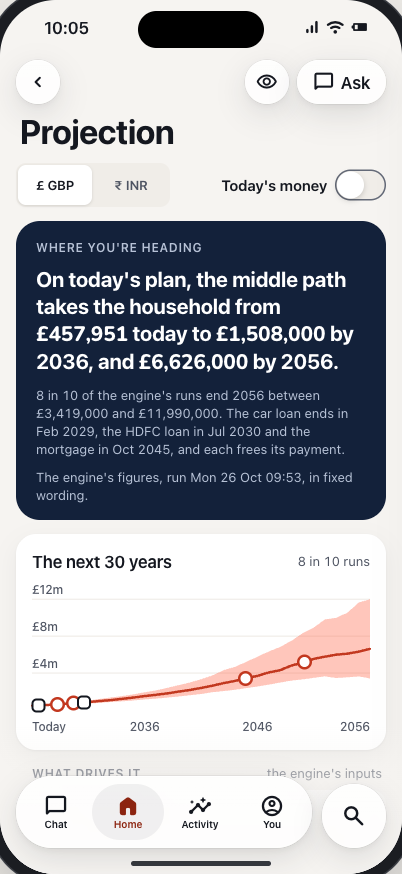 10:05
Ask
Projection
£ GBP
₹ INR
Today's money
WHERE YOU'RE HEADING
On today's plan, the middle path
takes the household from
£457,951 today to £1,508,000 by
2036, and £6,626,000 by 2056.
8 in 10 of the engine's runs end 2056 between
£3,419,000 and £11,990,000. The car loan ends in
Feb 2029, the HDFC loan in Jul 2030 and the
mortgage in Oct 2045, and each frees its payment.
The engine's figures, run Mon 26 Oct 09:53, in fixed
wording.
The next 30 years
8 in 10 runs
£12m
£8m
£4m
Today
2036
2046
2056
WHAT DRIVES IT
the engine's inputs
Chat
Home
Activity
You